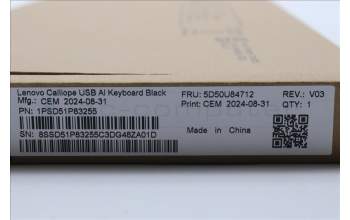 Lenovo Calliope USB AI Keyboard Black
Mfg.: CEM 2024-08-31
PN: 1PSD51P83255
FRU: 5D50U84712
REV.: V03
Print: CEM 2024-08-31
QTY: 1
SN: 8SSD51P83255C3DG48ZA01D
Made in China